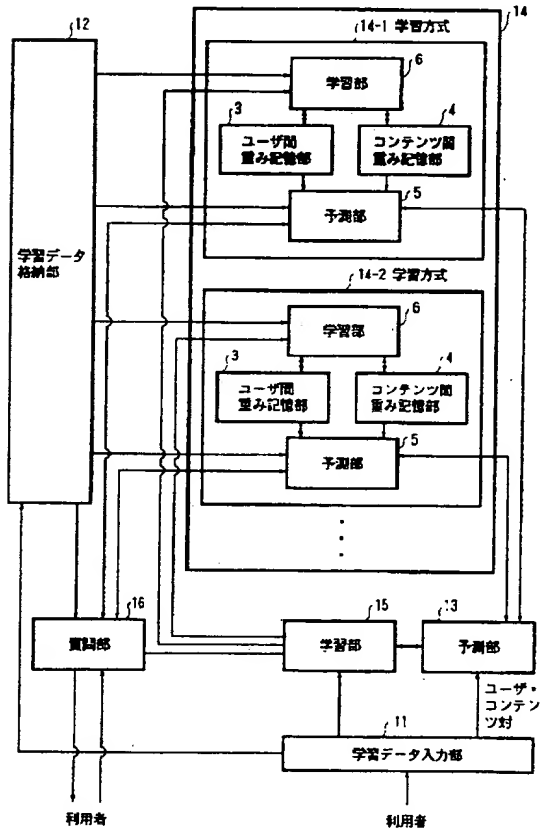 12
14-1 学習方式
14
6
学習部
3
4
ユーザ間
重み記憶部
コンテンツ間
重み記憶部
5
予測部
学習データ
格納部
14-2 学習方式
6
学習部
3
4
ユーザ間
重み記憶部
コンテンツ間
重み記憶部
5
予測部
16
15
13
質問部
学習部
予測部
ユーザ・
コンテン
ツ対
11
学習データ入力部
利用者
利用者